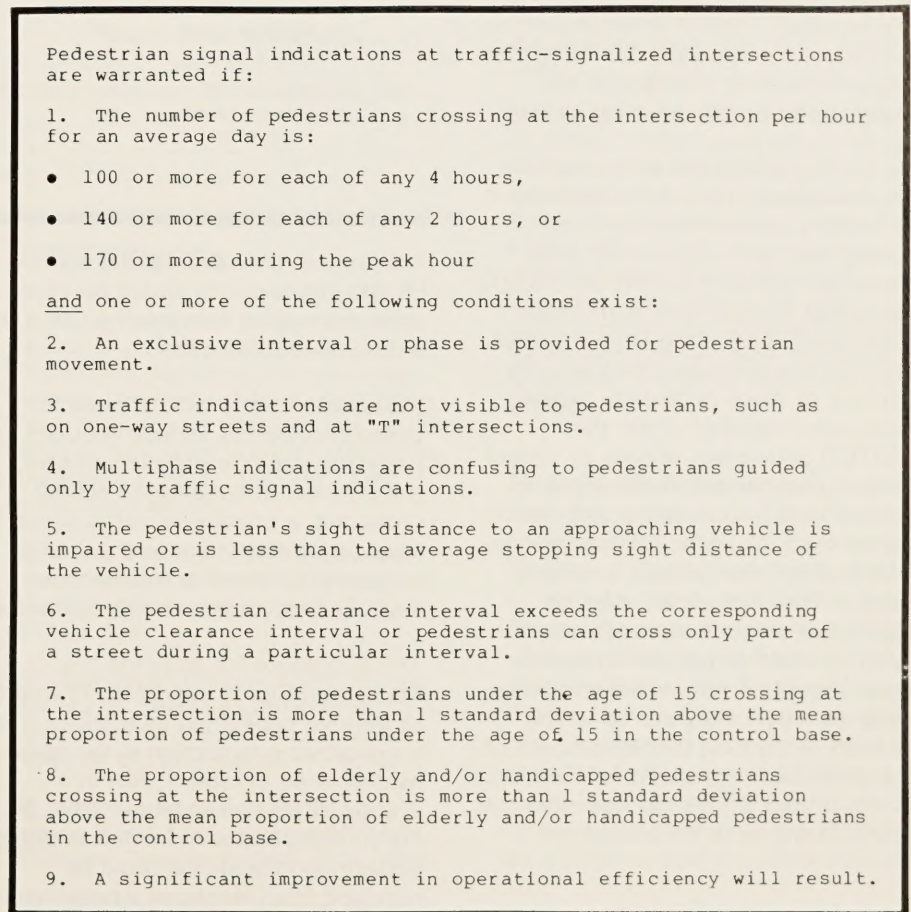 Pedestrian signal indications at traffic-signalized intersections
are warranted if:
1. The number of pedestrians crossing at the intersection per hour
for an average day is:
• 100 or more for each of any 4 hours,
• 140 or more for each of any 2 hours, or
• 170 or more during the peak hour
and one or more of the following conditions exist:
2. An exclusive interval or phase is provided for pedestrian
movement.
3. Traffic indications are not visible to pedestrians, such as
on one-way streets and at "T" intersections.
4. Multiphase indications are confusing to pedestrians guided
only by traffic signal indications.
5. The pedestrian's sight distance to an approaching vehicle is
impaired or is less than the average stopping sight distance of
the vehicle.
6. The pedestrian clearance interval exceeds the corresponding
vehicle clearance interval or pedestrians can cross only part of
a street during a particular interval.
7. The proportion of pedestrians under the age of 15 crossing at
the intersection is more than 1 standard deviation above the mean
proportion of pedestrians under the age of 15 in the control base.
8. The proportion of elderly and/or handicapped pedestrians
crossing at the intersection is more than 1 standard deviation
above the mean proportion of elderly and/or handicapped pedestrians
in the control base.
9. A significant improvement in operational efficiency will result.